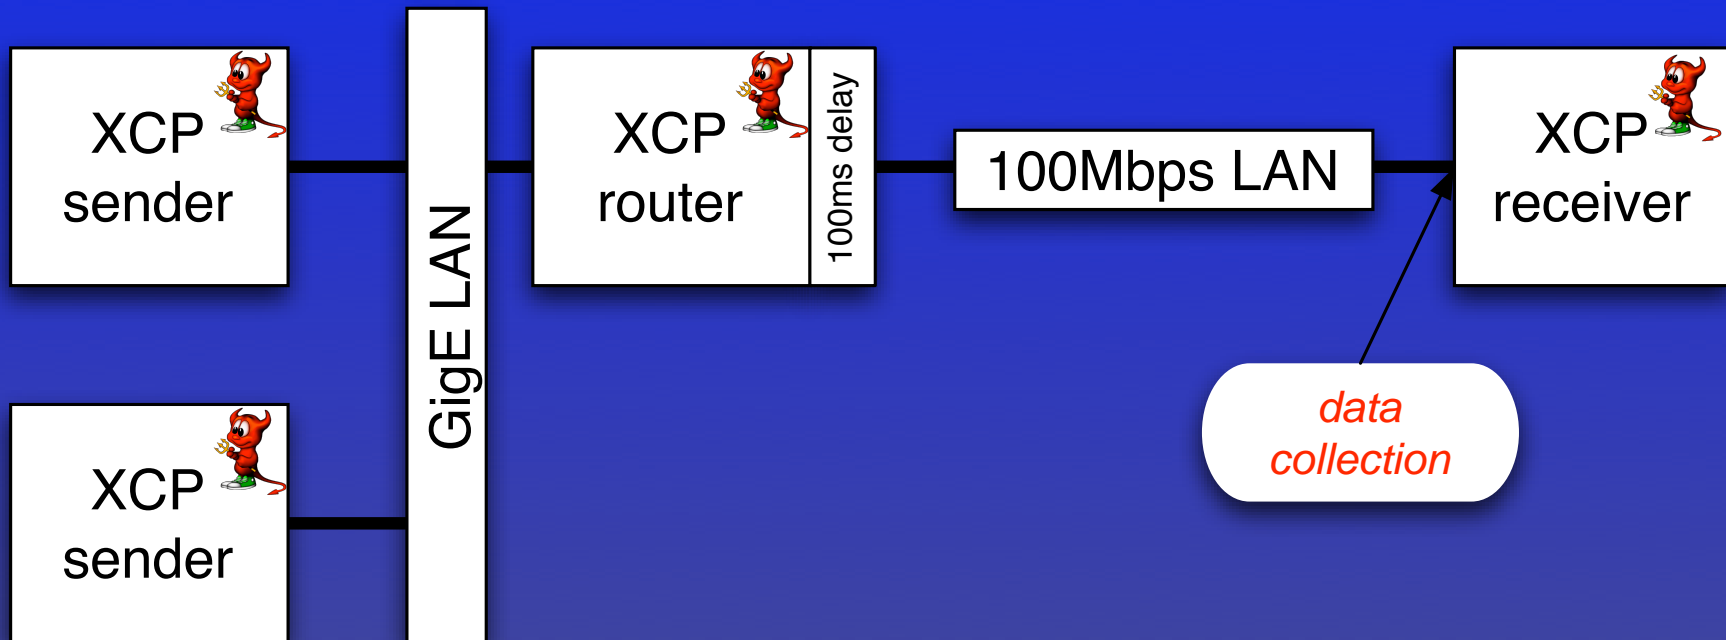 XCP
sender
GigE LAN
XCP
router
100ms delay
100Mbps LAN
XCP
receiver
data
collection
XCP
sender